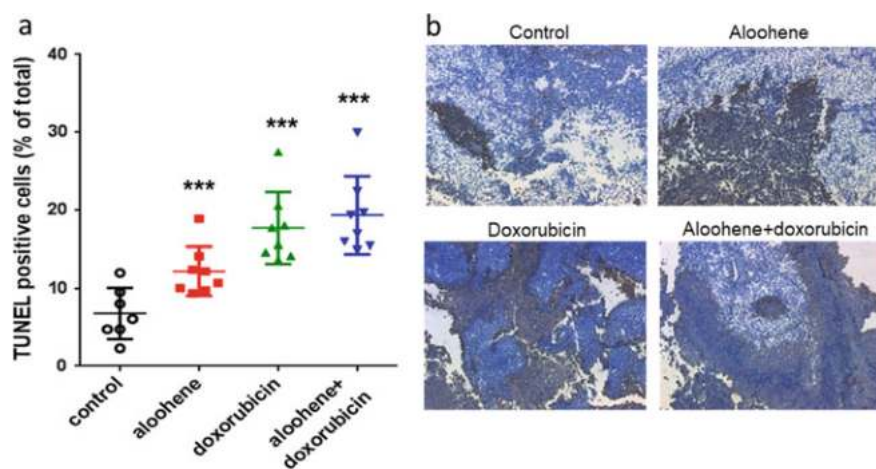 a
TUNEL positive cells (% of total)
40
30
20
10
0
***
***
***
control
aloohene
doxorubicin
aloohene+
doxorubicin
b
Control
Aloohene
Doxorubicin
Aloohene+doxorubicin